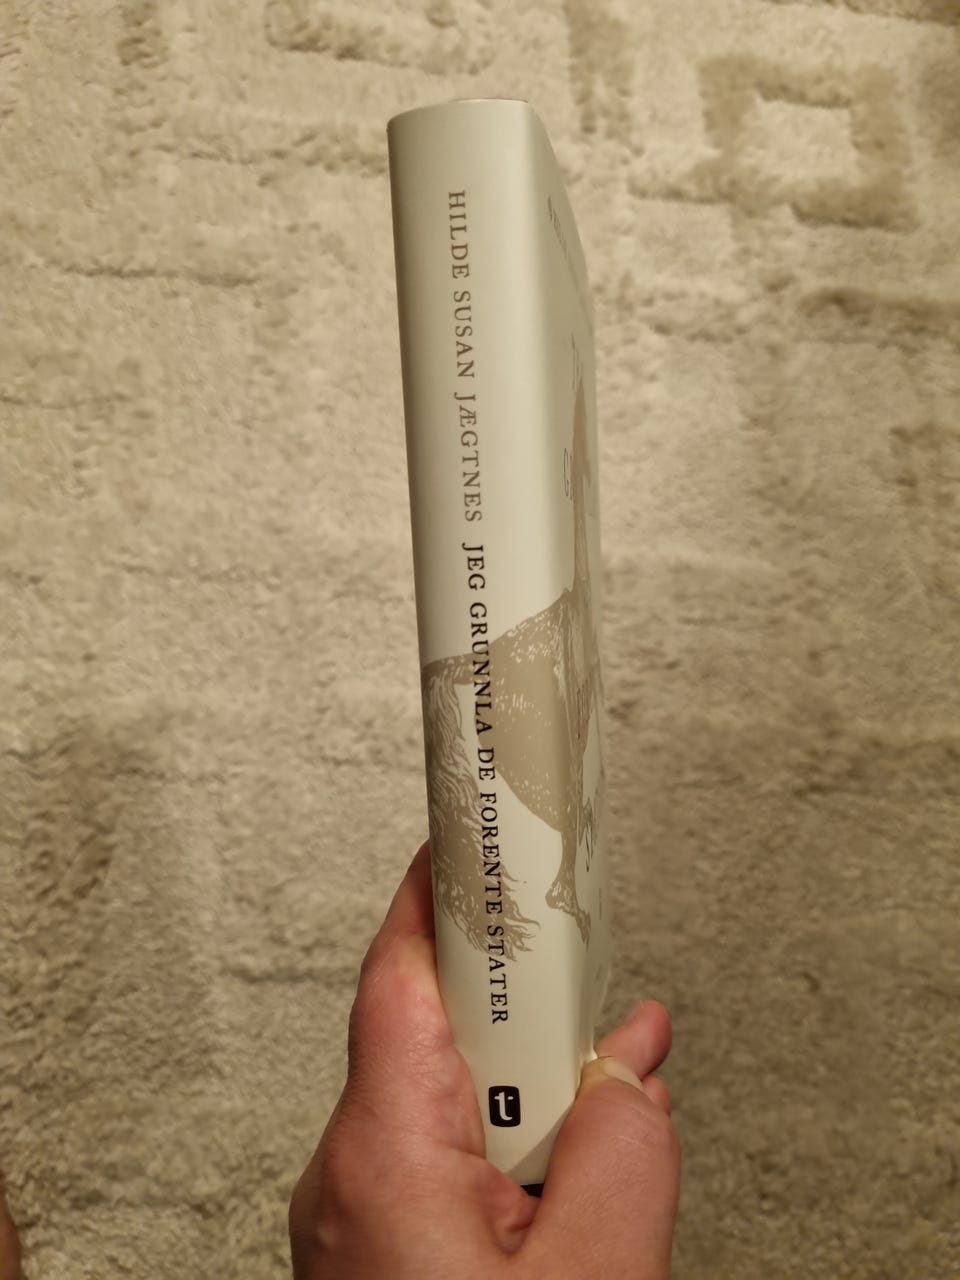 HILDE SUSAN JÆGTNES JEG GRUNNLA DE FORENTE STATER
t